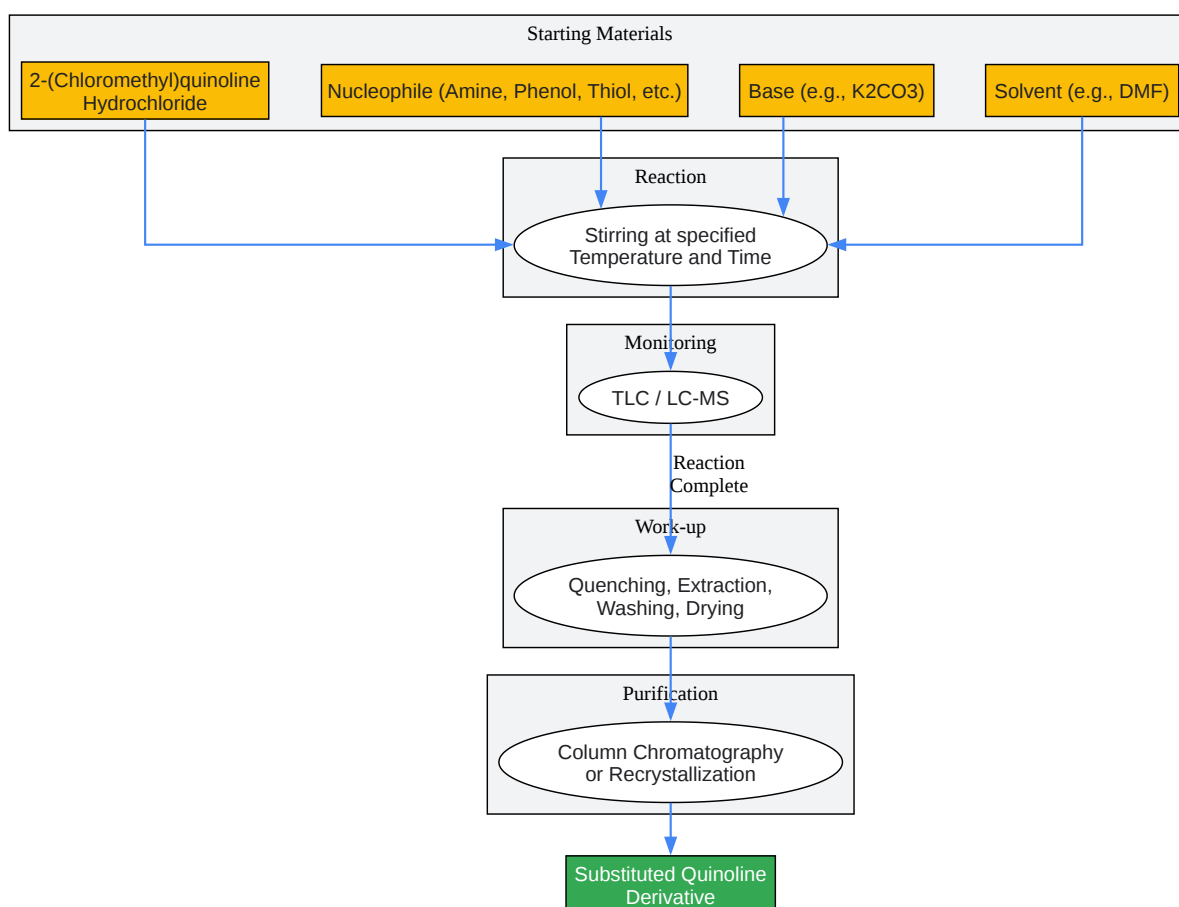 Starting Materials
2-(Chloromethyl)quinoline
Hydrochloride
Nucleophile (Amine, Phenol, Thiol, etc.)
Base (e.g., K2CO3)
Solvent (e.g., DMF)
Reaction
Stirring at specified
Temperature and Time
Monitoring
TLC / LC-MS
Reaction
Complete
Work-up
Quenching, Extraction,
Washing, Drying
Purification
Column Chromatography
or Recrystallization
Substituted Quinoline
Derivative